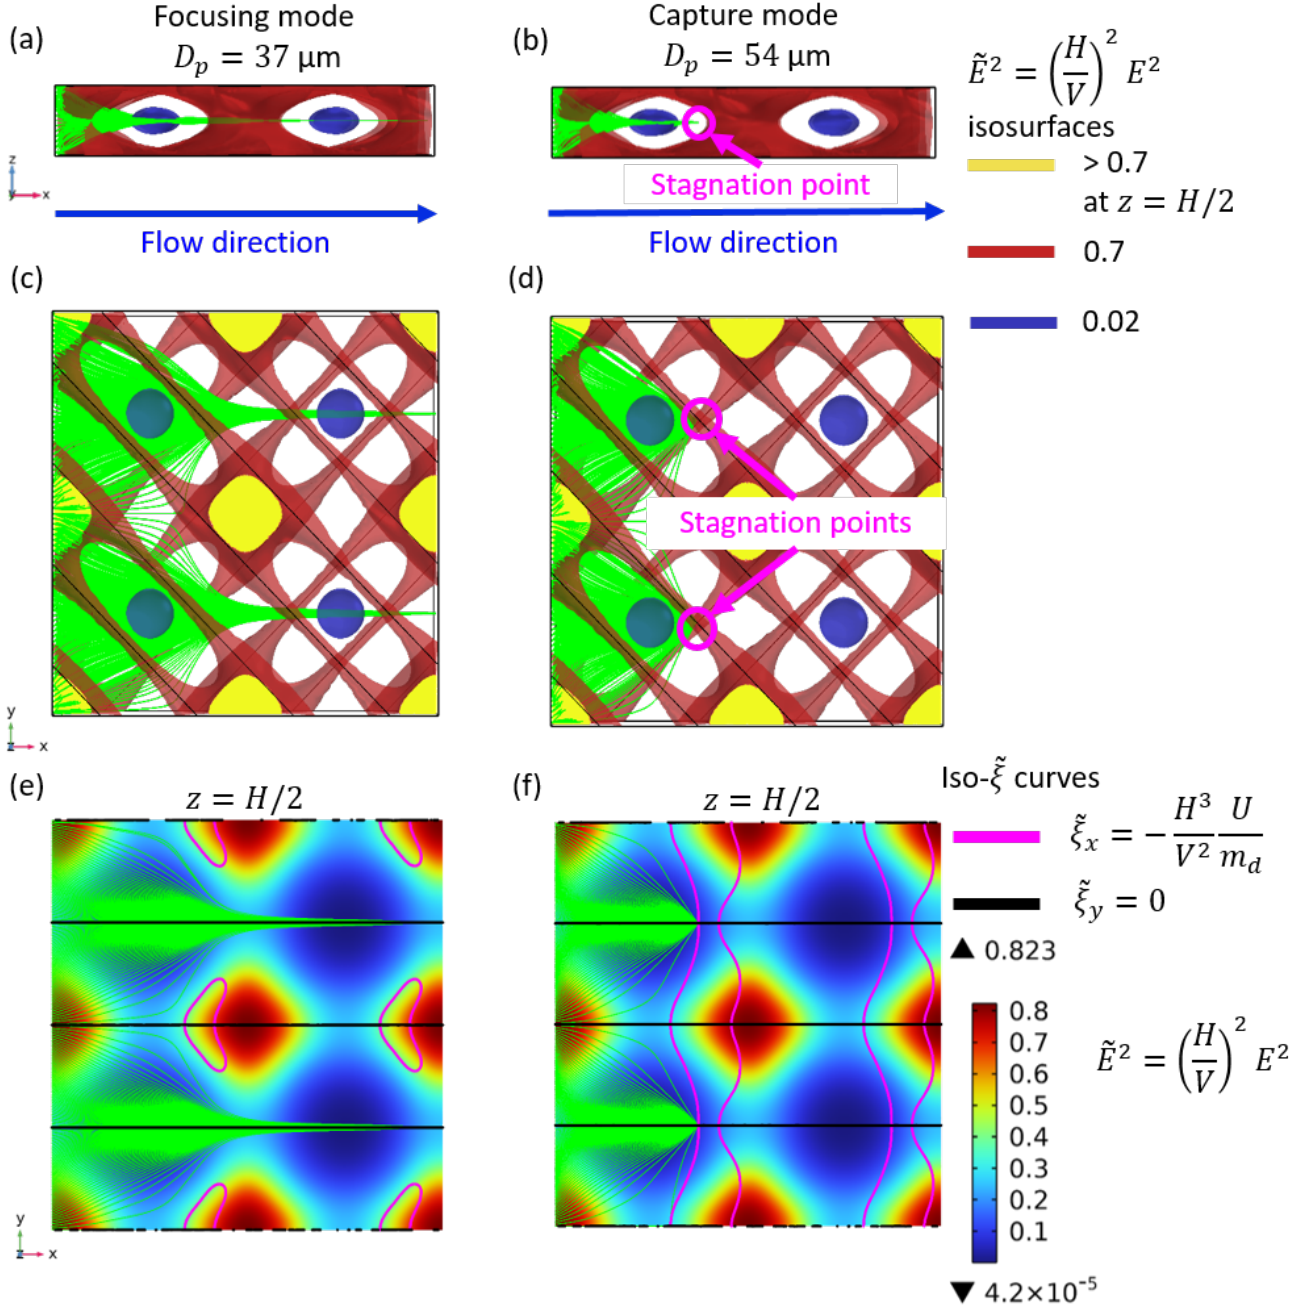 Focusing mode
Capture mode
(a)
(b)
D_p = 37 μm
D_p = 54 μm
Ẽ² = (H/V)² E²
isosurfaces
> 0.7
at z = H/2
0.7
0.02
Stagnation point
z
y
x
Flow direction
Flow direction
(c)
(d)
Stagnation points
y
z
x
y
z
x
(e)
(f)
z = H/2
z = H/2
Iso-ξ̃ curves
ξ̃_x = − H³/V² U/m_d
ξ̃_y = 0
▲ 0.823
0.8
0.7
0.6
0.5
0.4
0.3
0.2
0.1
▼ 4.2×10⁻⁵
Ẽ² = (H/V)² E²
y
z
x